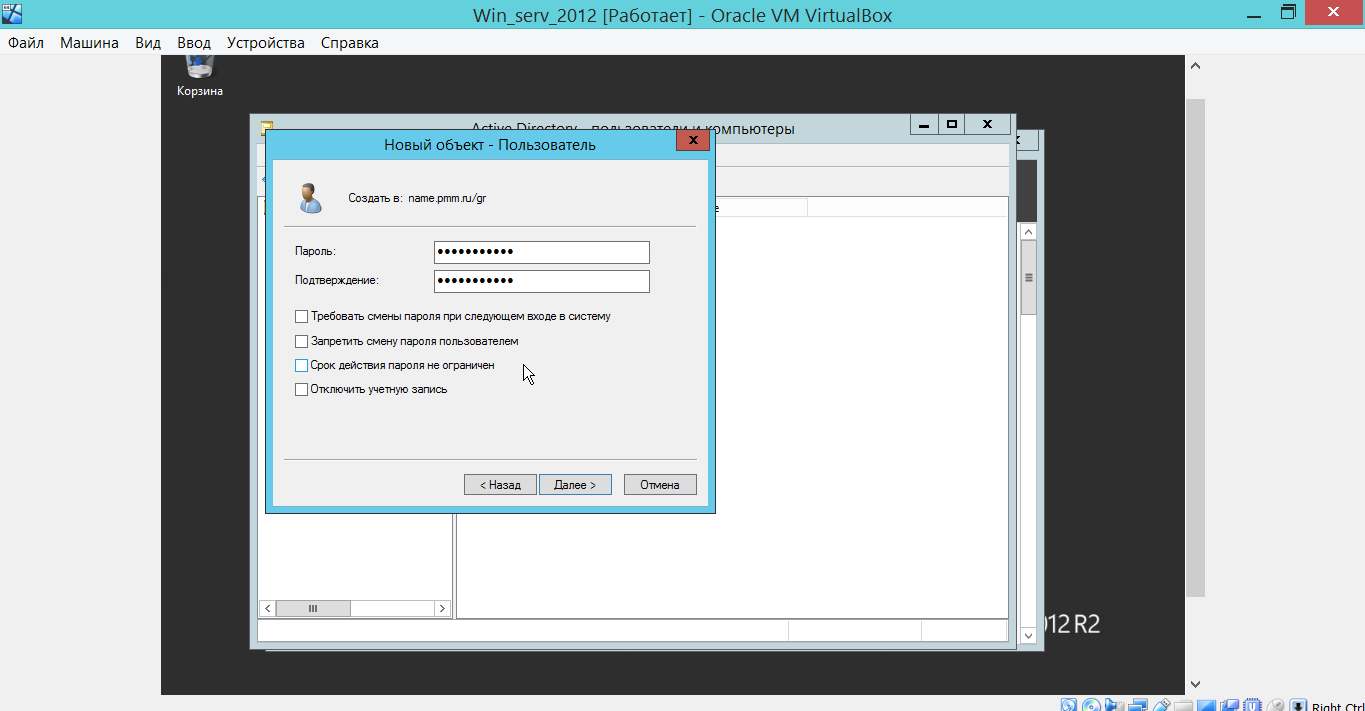 Win_serv_2012 [Работает] - Oracle VM VirtualBox
Файл Машина Вид Ввод Устройства Справка
Корзина
Active Directory - пользователи и компьютеры
Новый объект - Пользователь
Создать в: name.pmm.ru/gr
Пароль: •••••••••••
Подтверждение: •••••••••••
Требовать смены пароля при следующем входе в систему
Запретить смену пароля пользователем
Срок действия пароля не ограничен
Отключить учетную запись
< Назад Далее > Отмена
012 R2
Right Ctrl